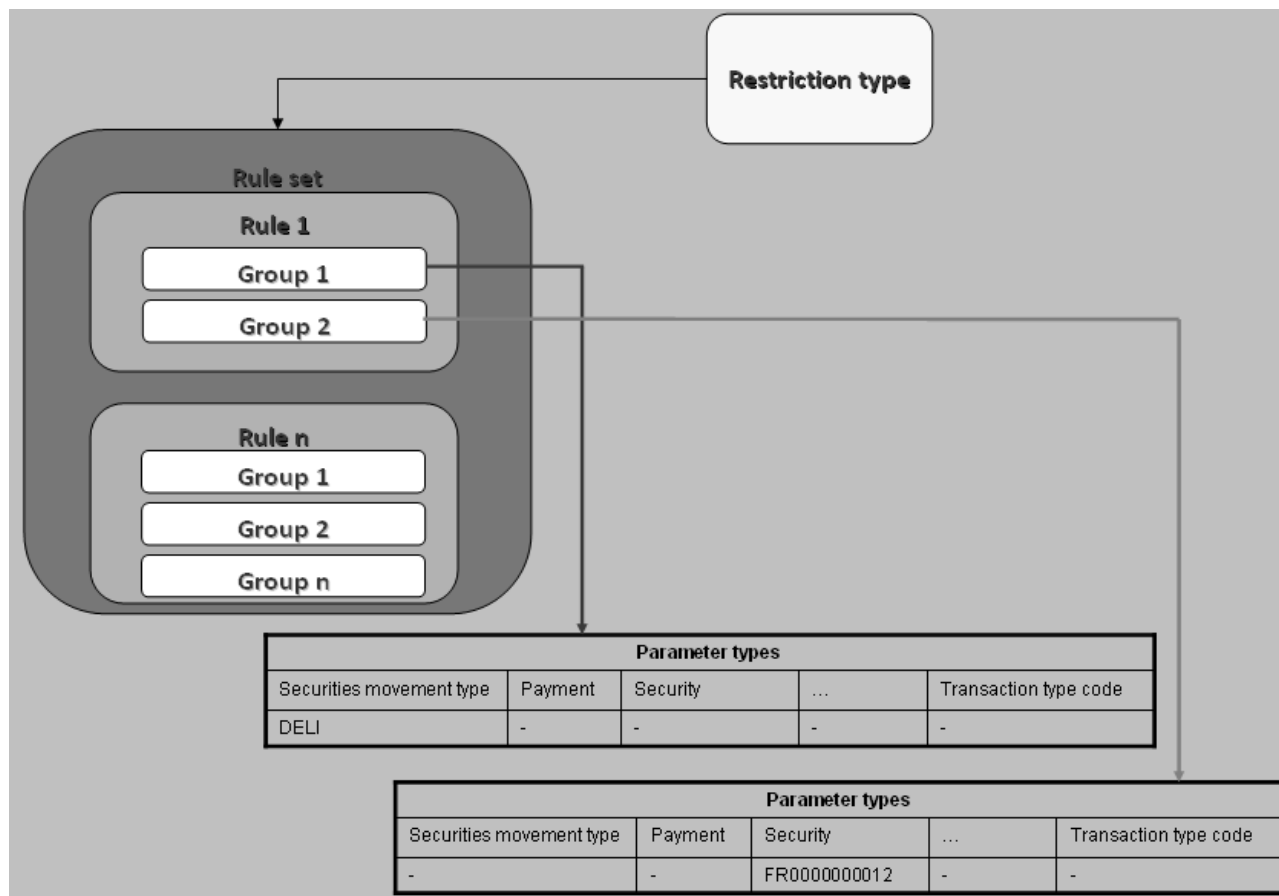 Restriction type
Rule set
Rule 1
Group 1
Group 2
Rule n
Group 1
Group 2
Group n
Parameter types
Securities movement type Payment Security ... Transaction type code
DELI - - - -
Parameter types
Securities movement type Payment Security ... Transaction type code
- - FR0000000012 - -